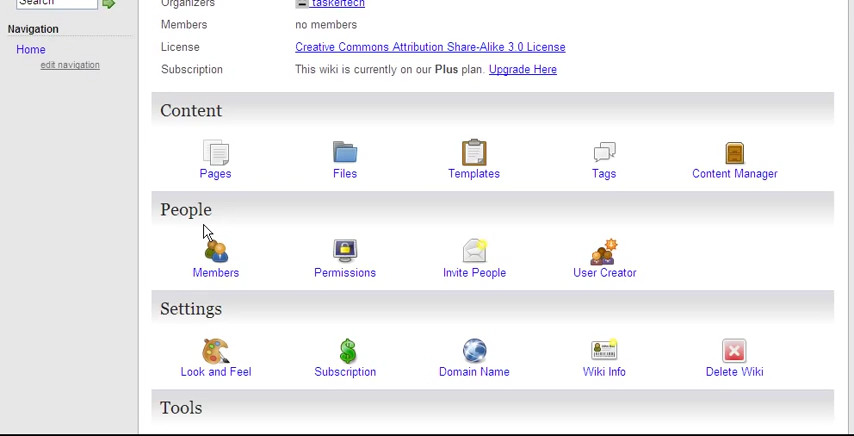 Search
Navigation
Home
edit navigation
Organizers taskertech
Members no members
License Creative Commons Attribution Share-Alike 3.0 License
Subscription This wiki is currently on our Plus plan. Upgrade Here
Content
Pages Files Templates Tags Content Manager
People
Members Permissions Invite People User Creator
Settings
Look and Feel Subscription Domain Name Wiki Info Delete Wiki
Tools